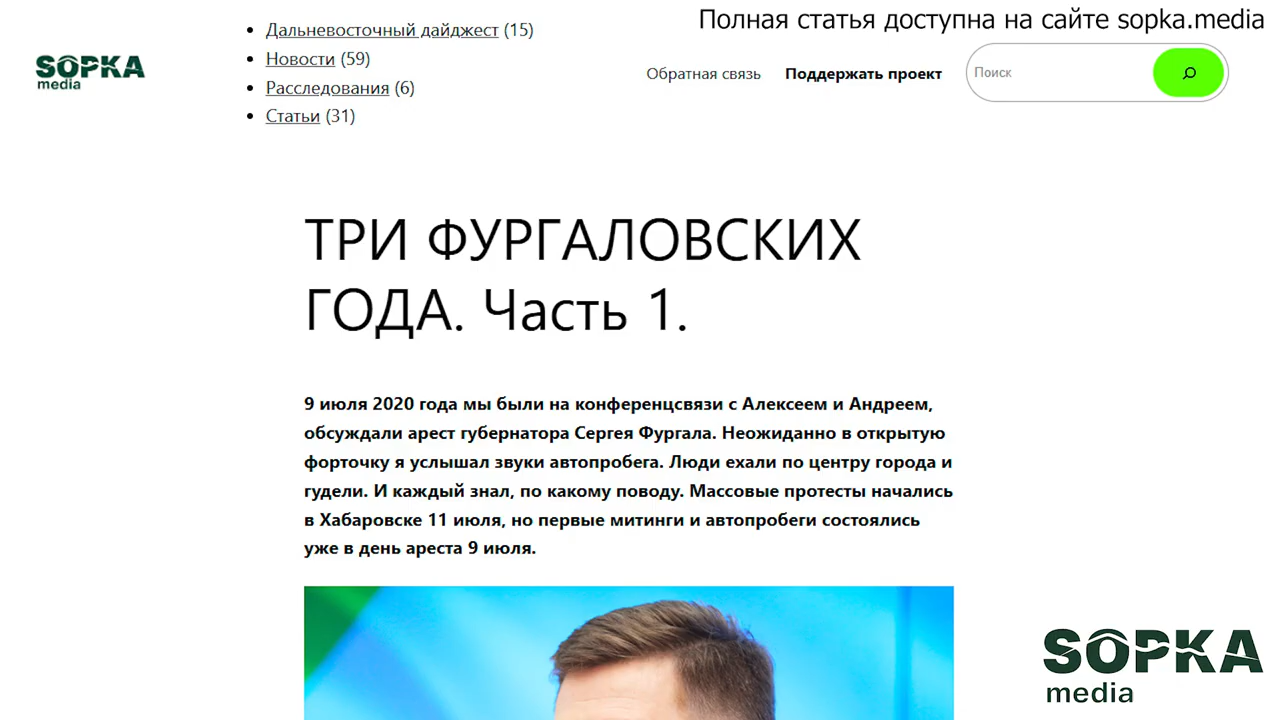 Полная статья доступна на сайте sopka.media
SOPKA
media
Дальневосточный дайджест (15)
Новости (59)
Расследования (6)
Статьи (31)
Обратная связь
Поддержать проект
Поиск
ТРИ ФУРГАЛОВСКИХ
ГОДА. Часть 1.
9 июля 2020 года мы были на конференцсвязи с Алексеем и Андреем,
обсуждали арест губернатора Сергея Фургала. Неожиданно в открытую
форточку я услышал звуки автопробега. Люди ехали по центру города и
гудели. И каждый знал, по какому поводу. Массовые протесты начались
в Хабаровске 11 июля, но первые митинги и автопробеги состоялись
уже в день ареста 9 июля.
SOPKA
media